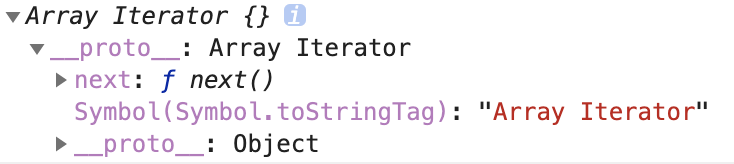 Array Iterator {} i
__proto__: Array Iterator
next: ƒ next()
Symbol(Symbol.toStringTag): "Array Iterator"
__proto__: Object